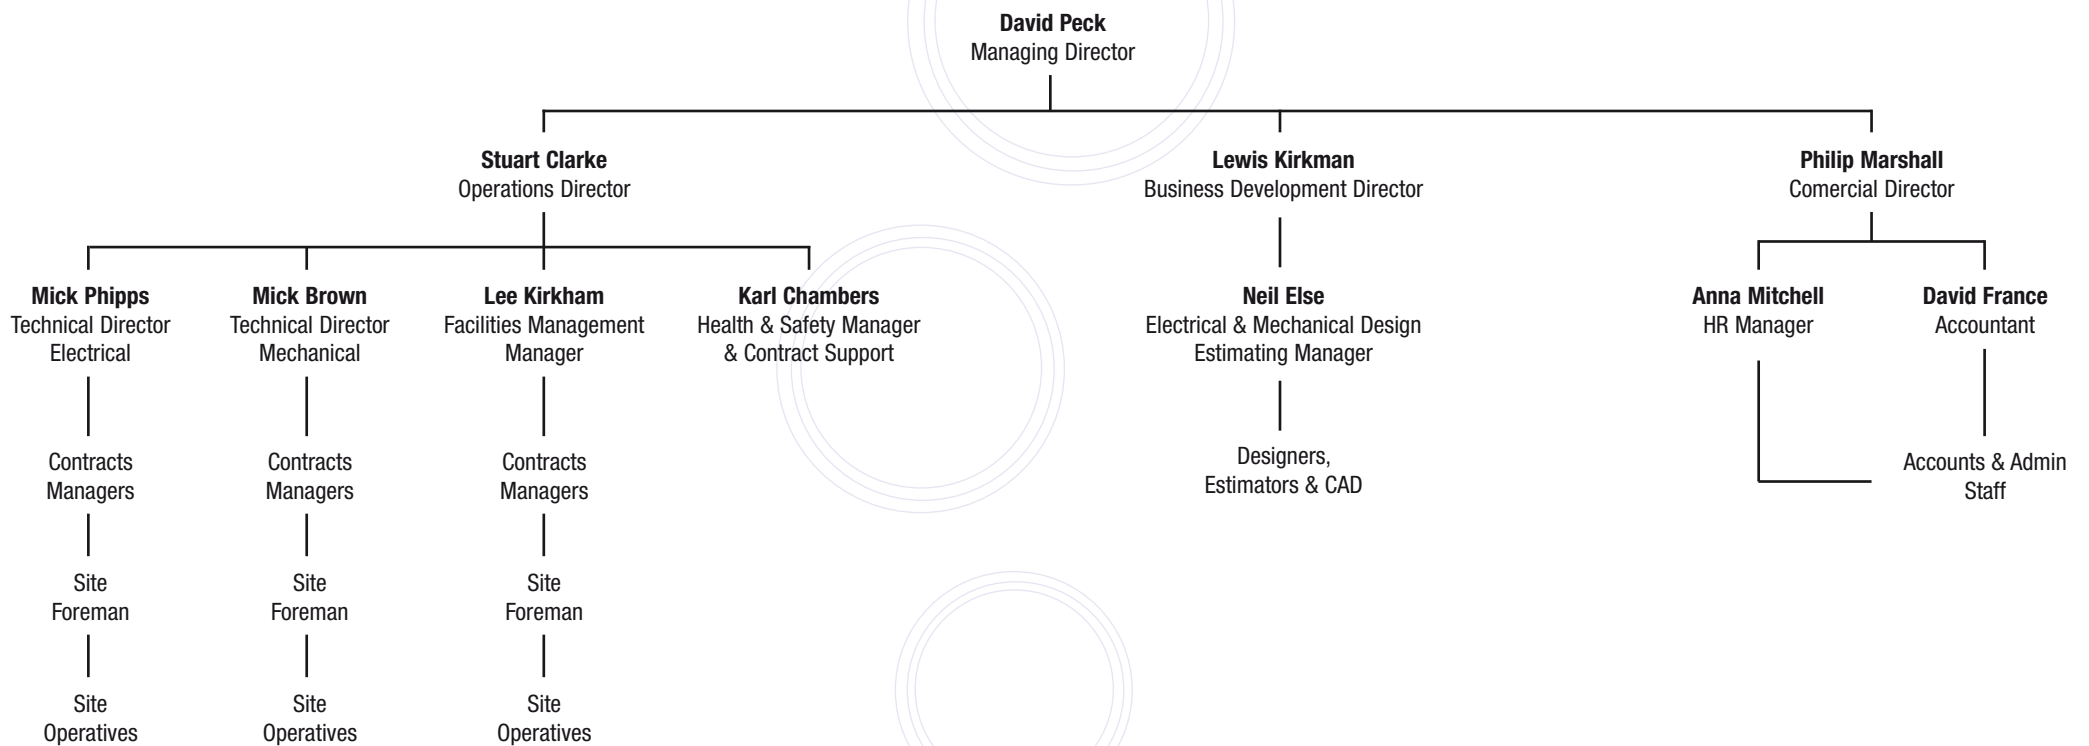 David Peck
Managing Director
Stuart Clarke
Operations Director
Lewis Kirkman
Business Development Director
Philip Marshall
Comercial Director
Mick Phipps
Technical Director
Electrical
Mick Brown
Technical Director
Mechanical
Lee Kirkham
Facilities Management
Manager
Karl Chambers
Health & Safety Manager
& Contract Support
Neil Else
Electrical & Mechanical Design
Estimating Manager
Anna Mitchell
HR Manager
David France
Accountant
Contracts
Managers
Contracts
Managers
Contracts
Managers
Designers,
Estimators & CAD
Accounts & Admin
Staff
Site
Foreman
Site
Foreman
Site
Foreman
Site
Operatives
Site
Operatives
Site
Operatives